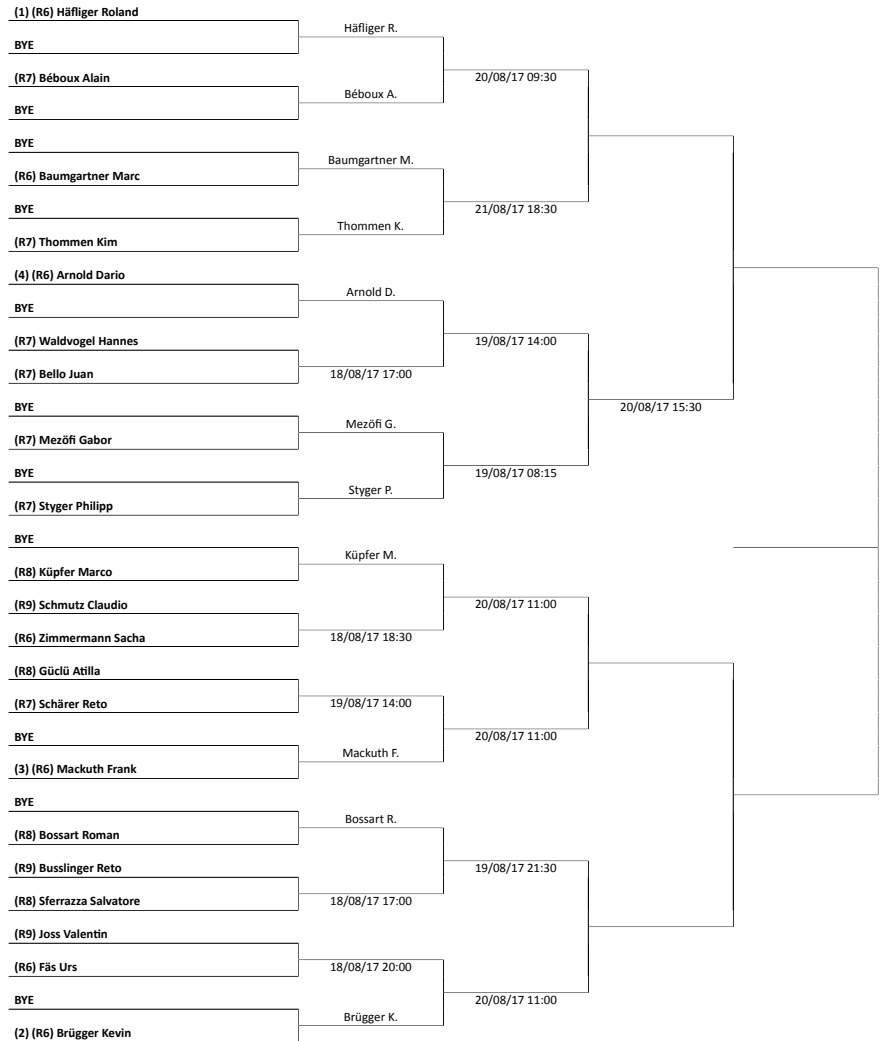 (1) (R6) Häfliger Roland
Häfliger R.
BYE
20/08/17 09:30
(R7) Béboux Alain
Béboux A.
BYE
BYE
Baumgartner M.
(R6) Baumgartner Marc
21/08/17 18:30
BYE
Thommen K.
(R7) Thommen Kim
(4) (R6) Arnold Dario
Arnold D.
BYE
19/08/17 14:00
(R7) Waldvogel Hannes
18/08/17 17:00
(R7) Bello Juan
20/08/17 15:30
BYE
Mezöfi G.
(R7) Mezöfi Gabor
19/08/17 08:15
BYE
Styger P.
(R7) Styger Philipp
BYE
Küpfer M.
(R8) Küpfer Marco
20/08/17 11:00
(R9) Schmutz Claudio
18/08/17 18:30
(R6) Zimmermann Sacha
(R8) Güclü Atilla
19/08/17 14:00
(R7) Schärer Reto
20/08/17 11:00
BYE
Mackuth F.
(3) (R6) Mackuth Frank
BYE
Bossart R.
(R8) Bossart Roman
19/08/17 21:30
(R9) Busslinger Reto
18/08/17 17:00
(R8) Sferrazza Salvatore
(R9) Joss Valentin
18/08/17 20:00
(R6) Fäs Urs
20/08/17 11:00
BYE
Brügger K.
(2) (R6) Brügger Kevin